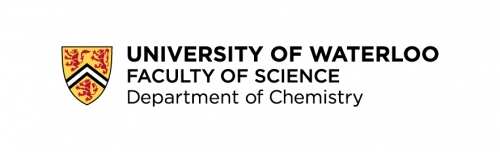 UNIVERSITY OF WATERLOO
FACULTY OF SCIENCE
Department of Chemistry